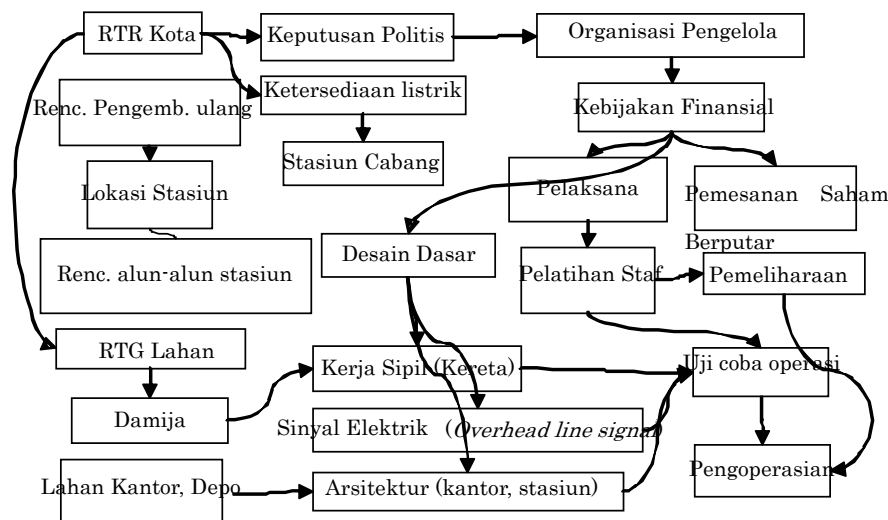 RTR Kota
Keputusan Politis
Organisasi Pengelola
Renc. Pengemb. ulang
Ketersediaan listrik
Kebijakan Finansial
Stasiun Cabang
Lokasi Stasiun
Pelaksana
Pemesanan Saham
Berputar
Renc. alun-alun stasiun
Desain Dasar
Pelatihan Staf
Pemeliharaan
RTG Lahan
Kerja Sipil (Kereta)
Uji coba operasi
Damija
Sinyal Elektrik (Overhead line signal)
Lahan Kantor, Depo
Arsitektur (kantor, stasiun)
Pengoperasian